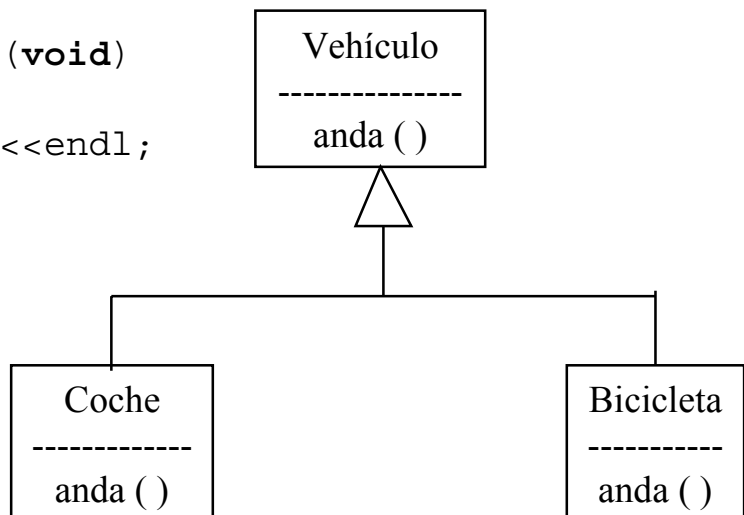 (void)
<<endl;
Vehículo
---------------
anda ( )
Coche
-------------
anda ( )
Bicicleta
-----------
anda ( )